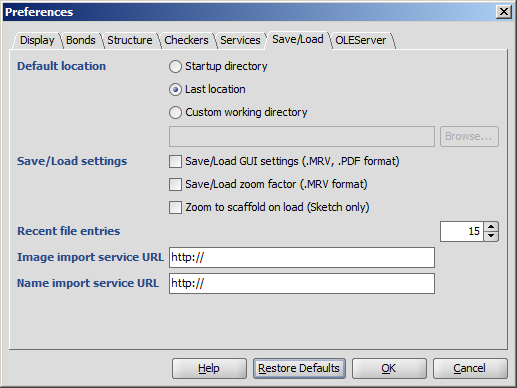 Preferences
Display Bonds Structure Checkers Services Save/Load OLEServer
Default location Startup directory
Last location
Custom working directory
Browse...
Save/Load settings Save/Load GUI settings (.MRV, .PDF format)
Save/Load zoom factor (.MRV format)
Zoom to scaffold on load (Sketch only)
Recent file entries 15
Image import service URL http://
Name import service URL http://
Help Restore Defaults OK Cancel